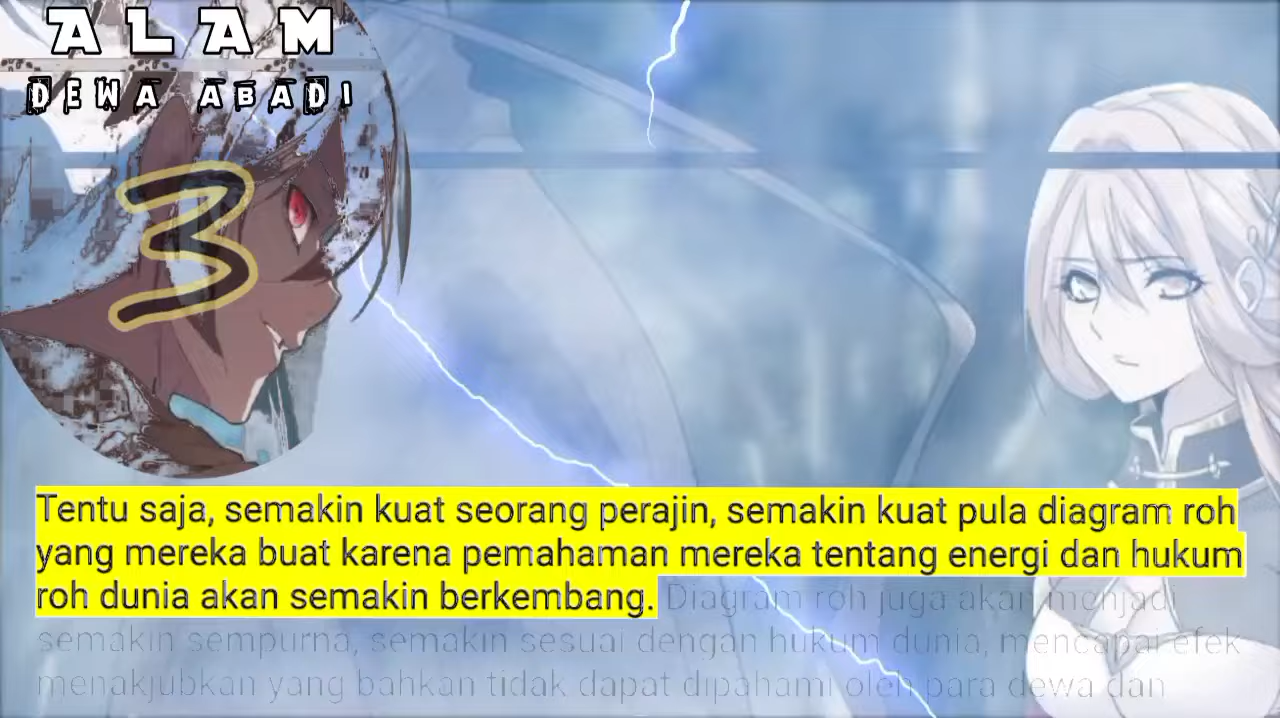 ALAM
DEWA ABADI
3
Tentu saja, semakin kuat seorang perajin, semakin kuat pula diagram roh
yang mereka buat karena pemahaman mereka tentang energi dan hukum
roh dunia akan semakin berkembang. Diagram roh juga akan menjadi
semakin sempurna, semakin sesuai dengan hukum dunia, mencapai efek
menakjubkan yang bahkan tidak dapat dipahami oleh para dewa dan